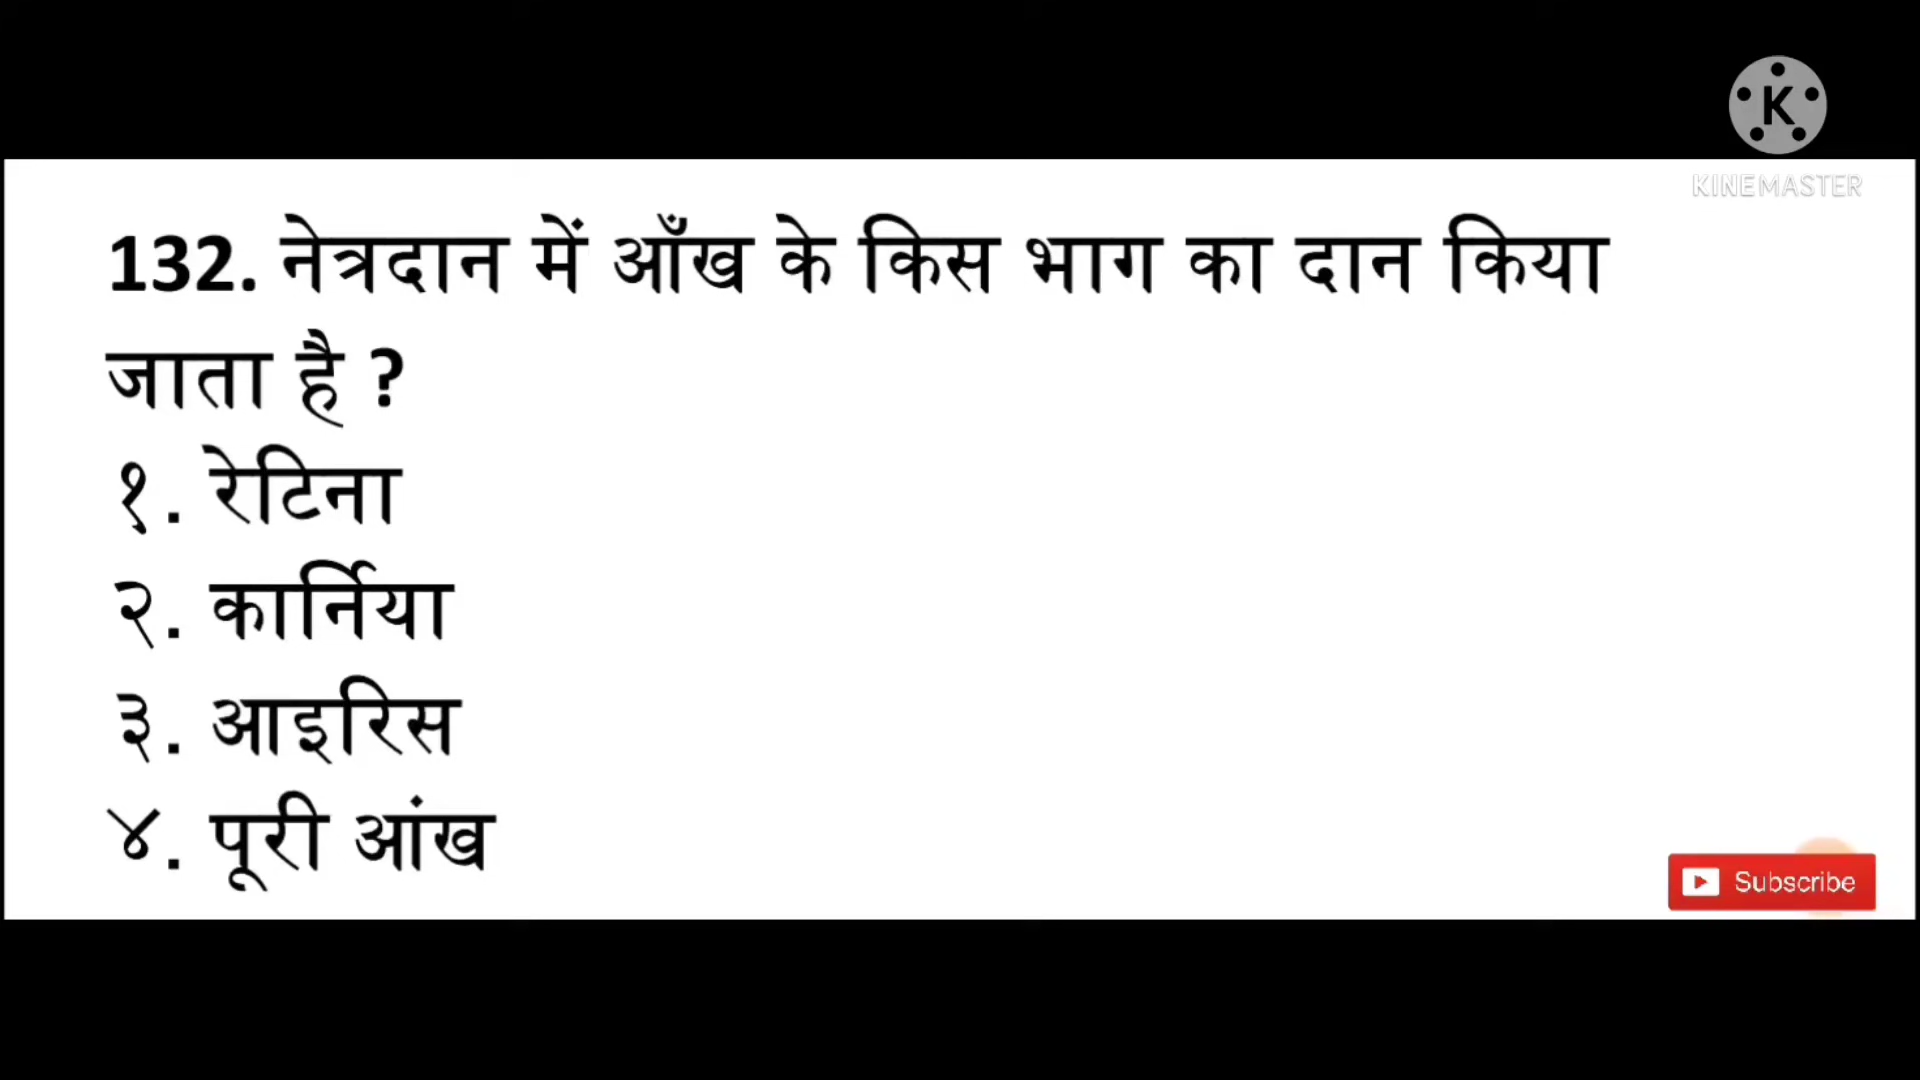 K
KINEMASTER
132. नेत्रदान में आँख के किस भाग का दान किया
जाता है ?
१. रेटिना
२. कार्निया
३. आइरिस
४. पूरी आंख
Subscribe